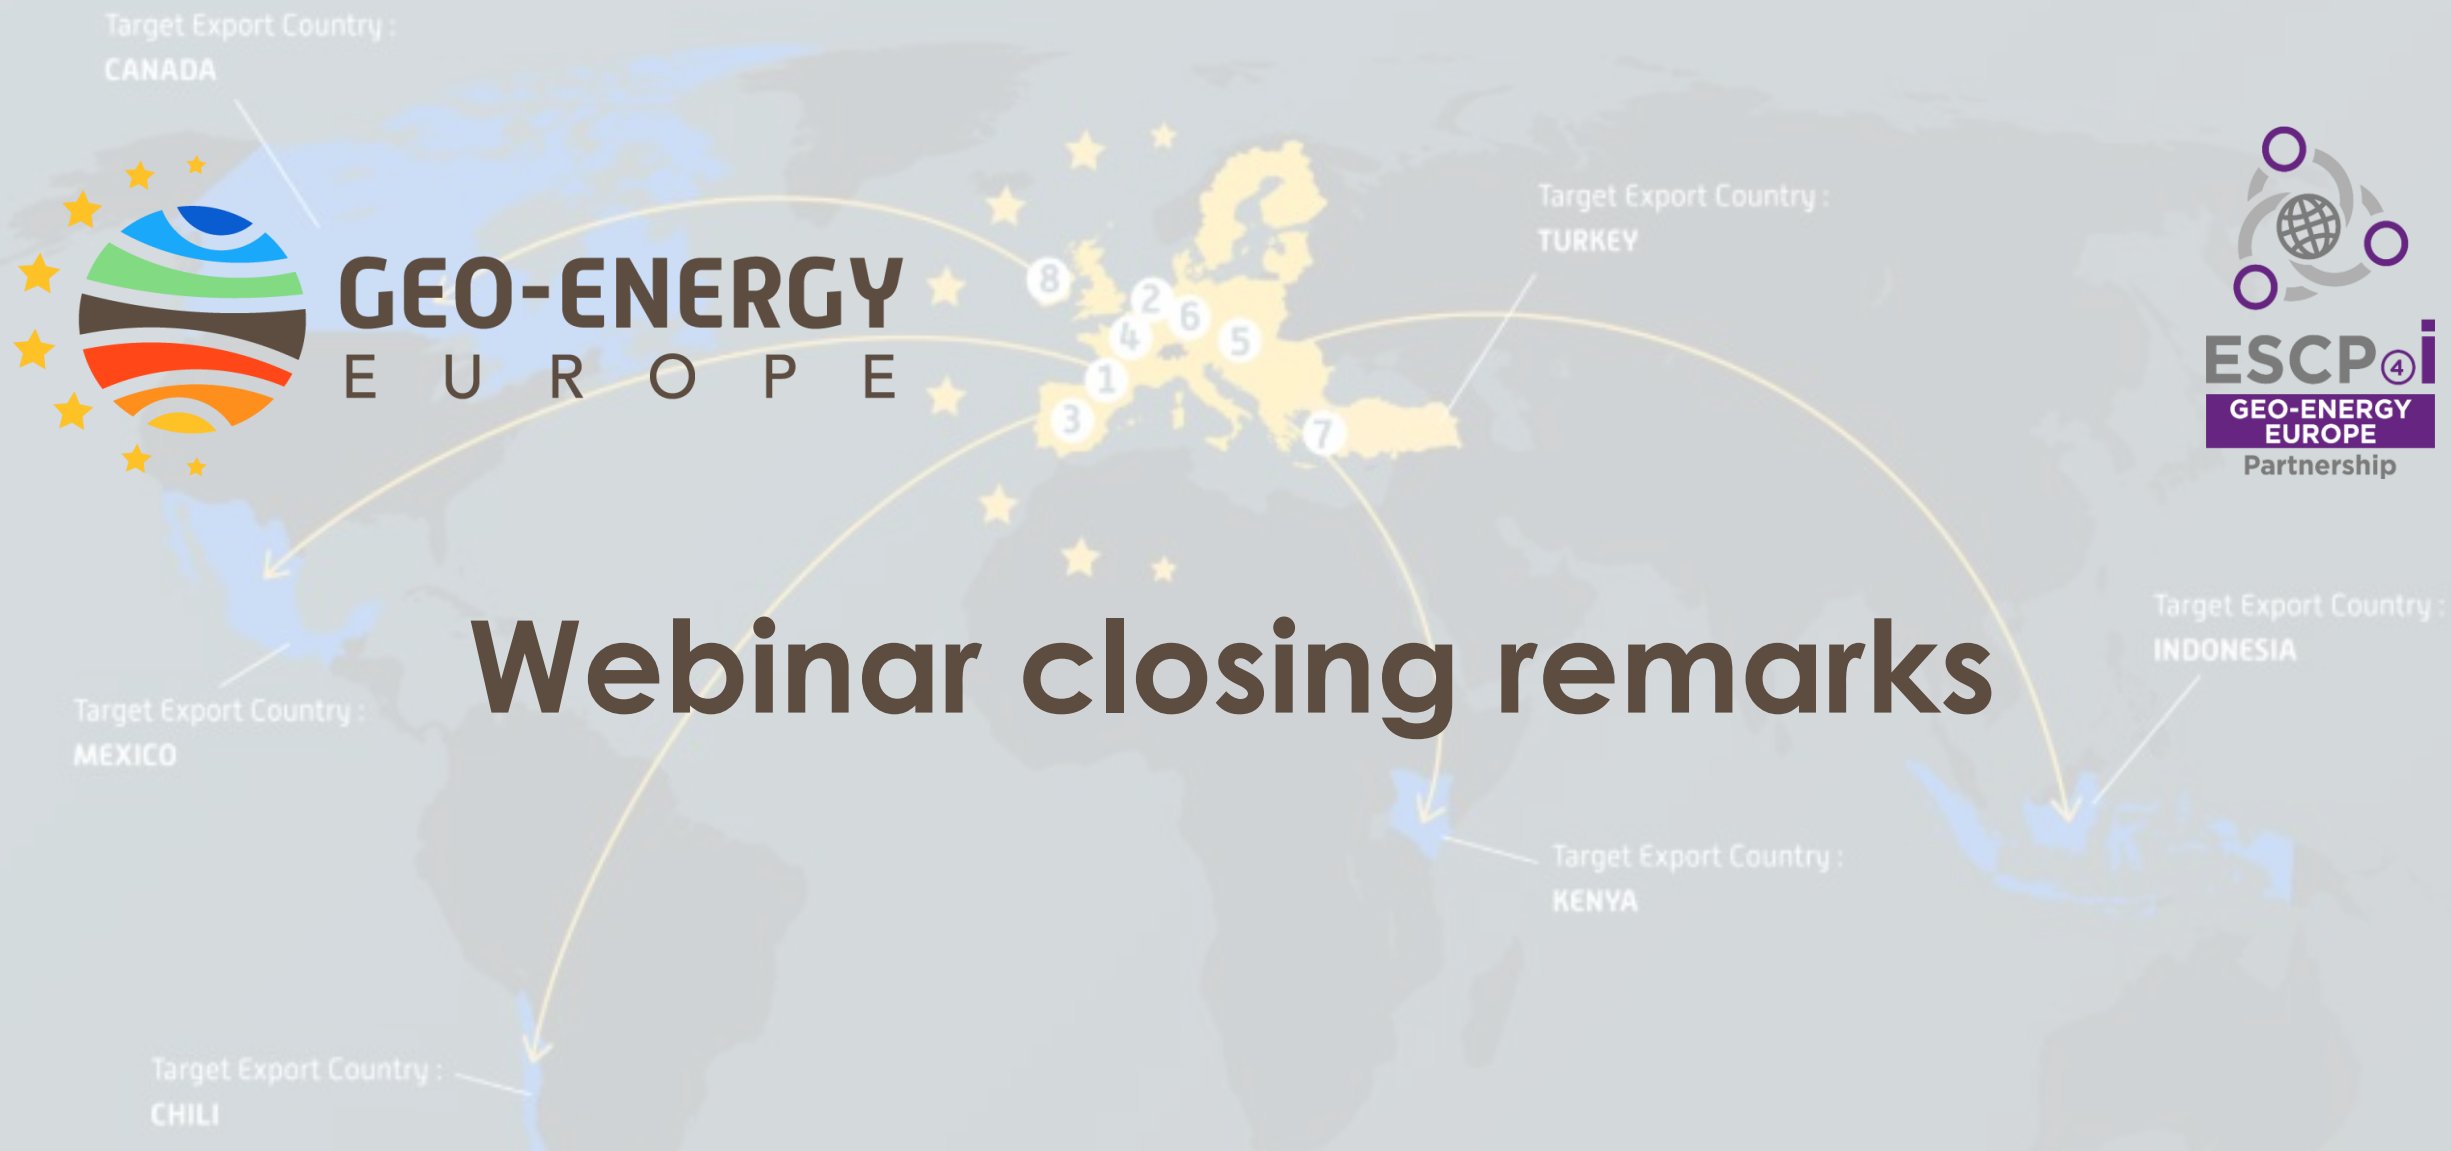 Target Export Country :
CANADA
GEO-ENERGY
EUROPE
8
2
6
4
5
1
3
7
Target Export Country :
TURKEY
ESCP4i
GEO-ENERGY
EUROPE
Partnership
Webinar closing remarks
Target Export Country :
MEXICO
Target Export Country :
INDONESIA
Target Export Country :
KENYA
Target Export Country :
CHILI